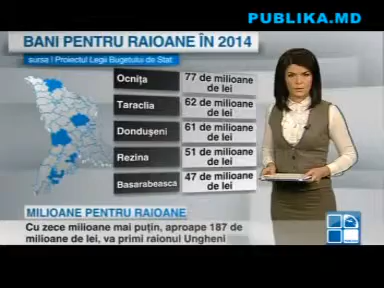 PUBLIKA.MD
BANI PENTRU RAIOANE ÎN 2014
sursa | Proiectul Legii Bugetului de Stat
Ocnița 77 de milioane de lei
Taraclia 62 de milioane de lei
Dondușeni 61 de milioane de lei
Rezina 51 de milioane de lei
Basarabeasca 47 de milioane de lei
MILIOANE PENTRU RAIOANE
Cu zece milioane mai puțin, aproape 187 de
milioane de lei, va primi raionul Ungheni